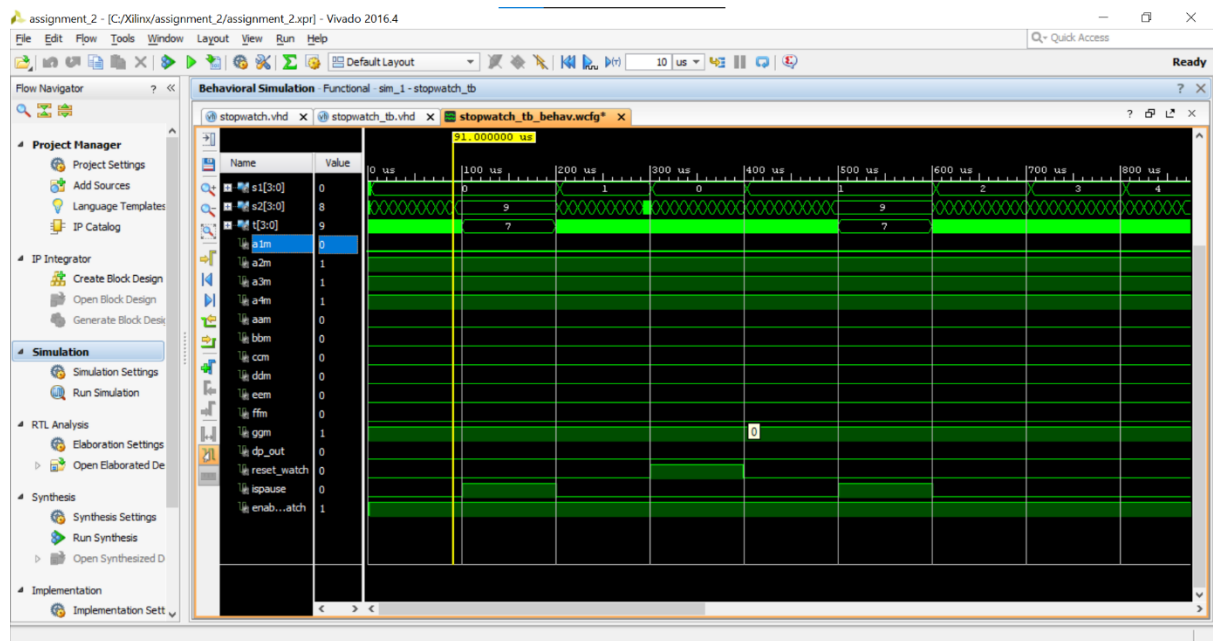 assignment_2 - [C:/Xilinx/assignment_2/assignment_2.xpr] - Vivado 2016.4
File Edit Flow Tools Window Layout View Run Help
Q- Quick Access
Default Layout
10 us
Ready
Flow Navigator ? «
Behavioral Simulation - Functional - sim_1 - stopwatch_tb
? ×
stopwatch.vhd × stopwatch_tb.vhd × stopwatch_tb_behav.wcfg* ×
Project Manager
Project Settings
Add Sources
Language Templates
IP Catalog
IP Integrator
Create Block Design
Open Block Design
Generate Block Desig
Simulation
Simulation Settings
Run Simulation
RTL Analysis
Elaboration Settings
Open Elaborated De
Synthesis
Synthesis Settings
Run Synthesis
Open Synthesized D
Implementation
Implementation Sett
91.000000 us
Name Value
0 us 100 us 200 us 300 us 400 us 500 us 600 us 700 us 800 us
s1[3:0] 0 0 1 0 1 2 3 4
s2[3:0] 8 9 9
t[3:0] 9 7 7
a1m 0
a2m 1
a3m 1
a4m 1
aam 0
bbm 0
ccm 0
ddm 0
eem 0
ffm 0
ggm 1 0
dp_out 0
reset_watch 0
ispause 0
enab...atch 1